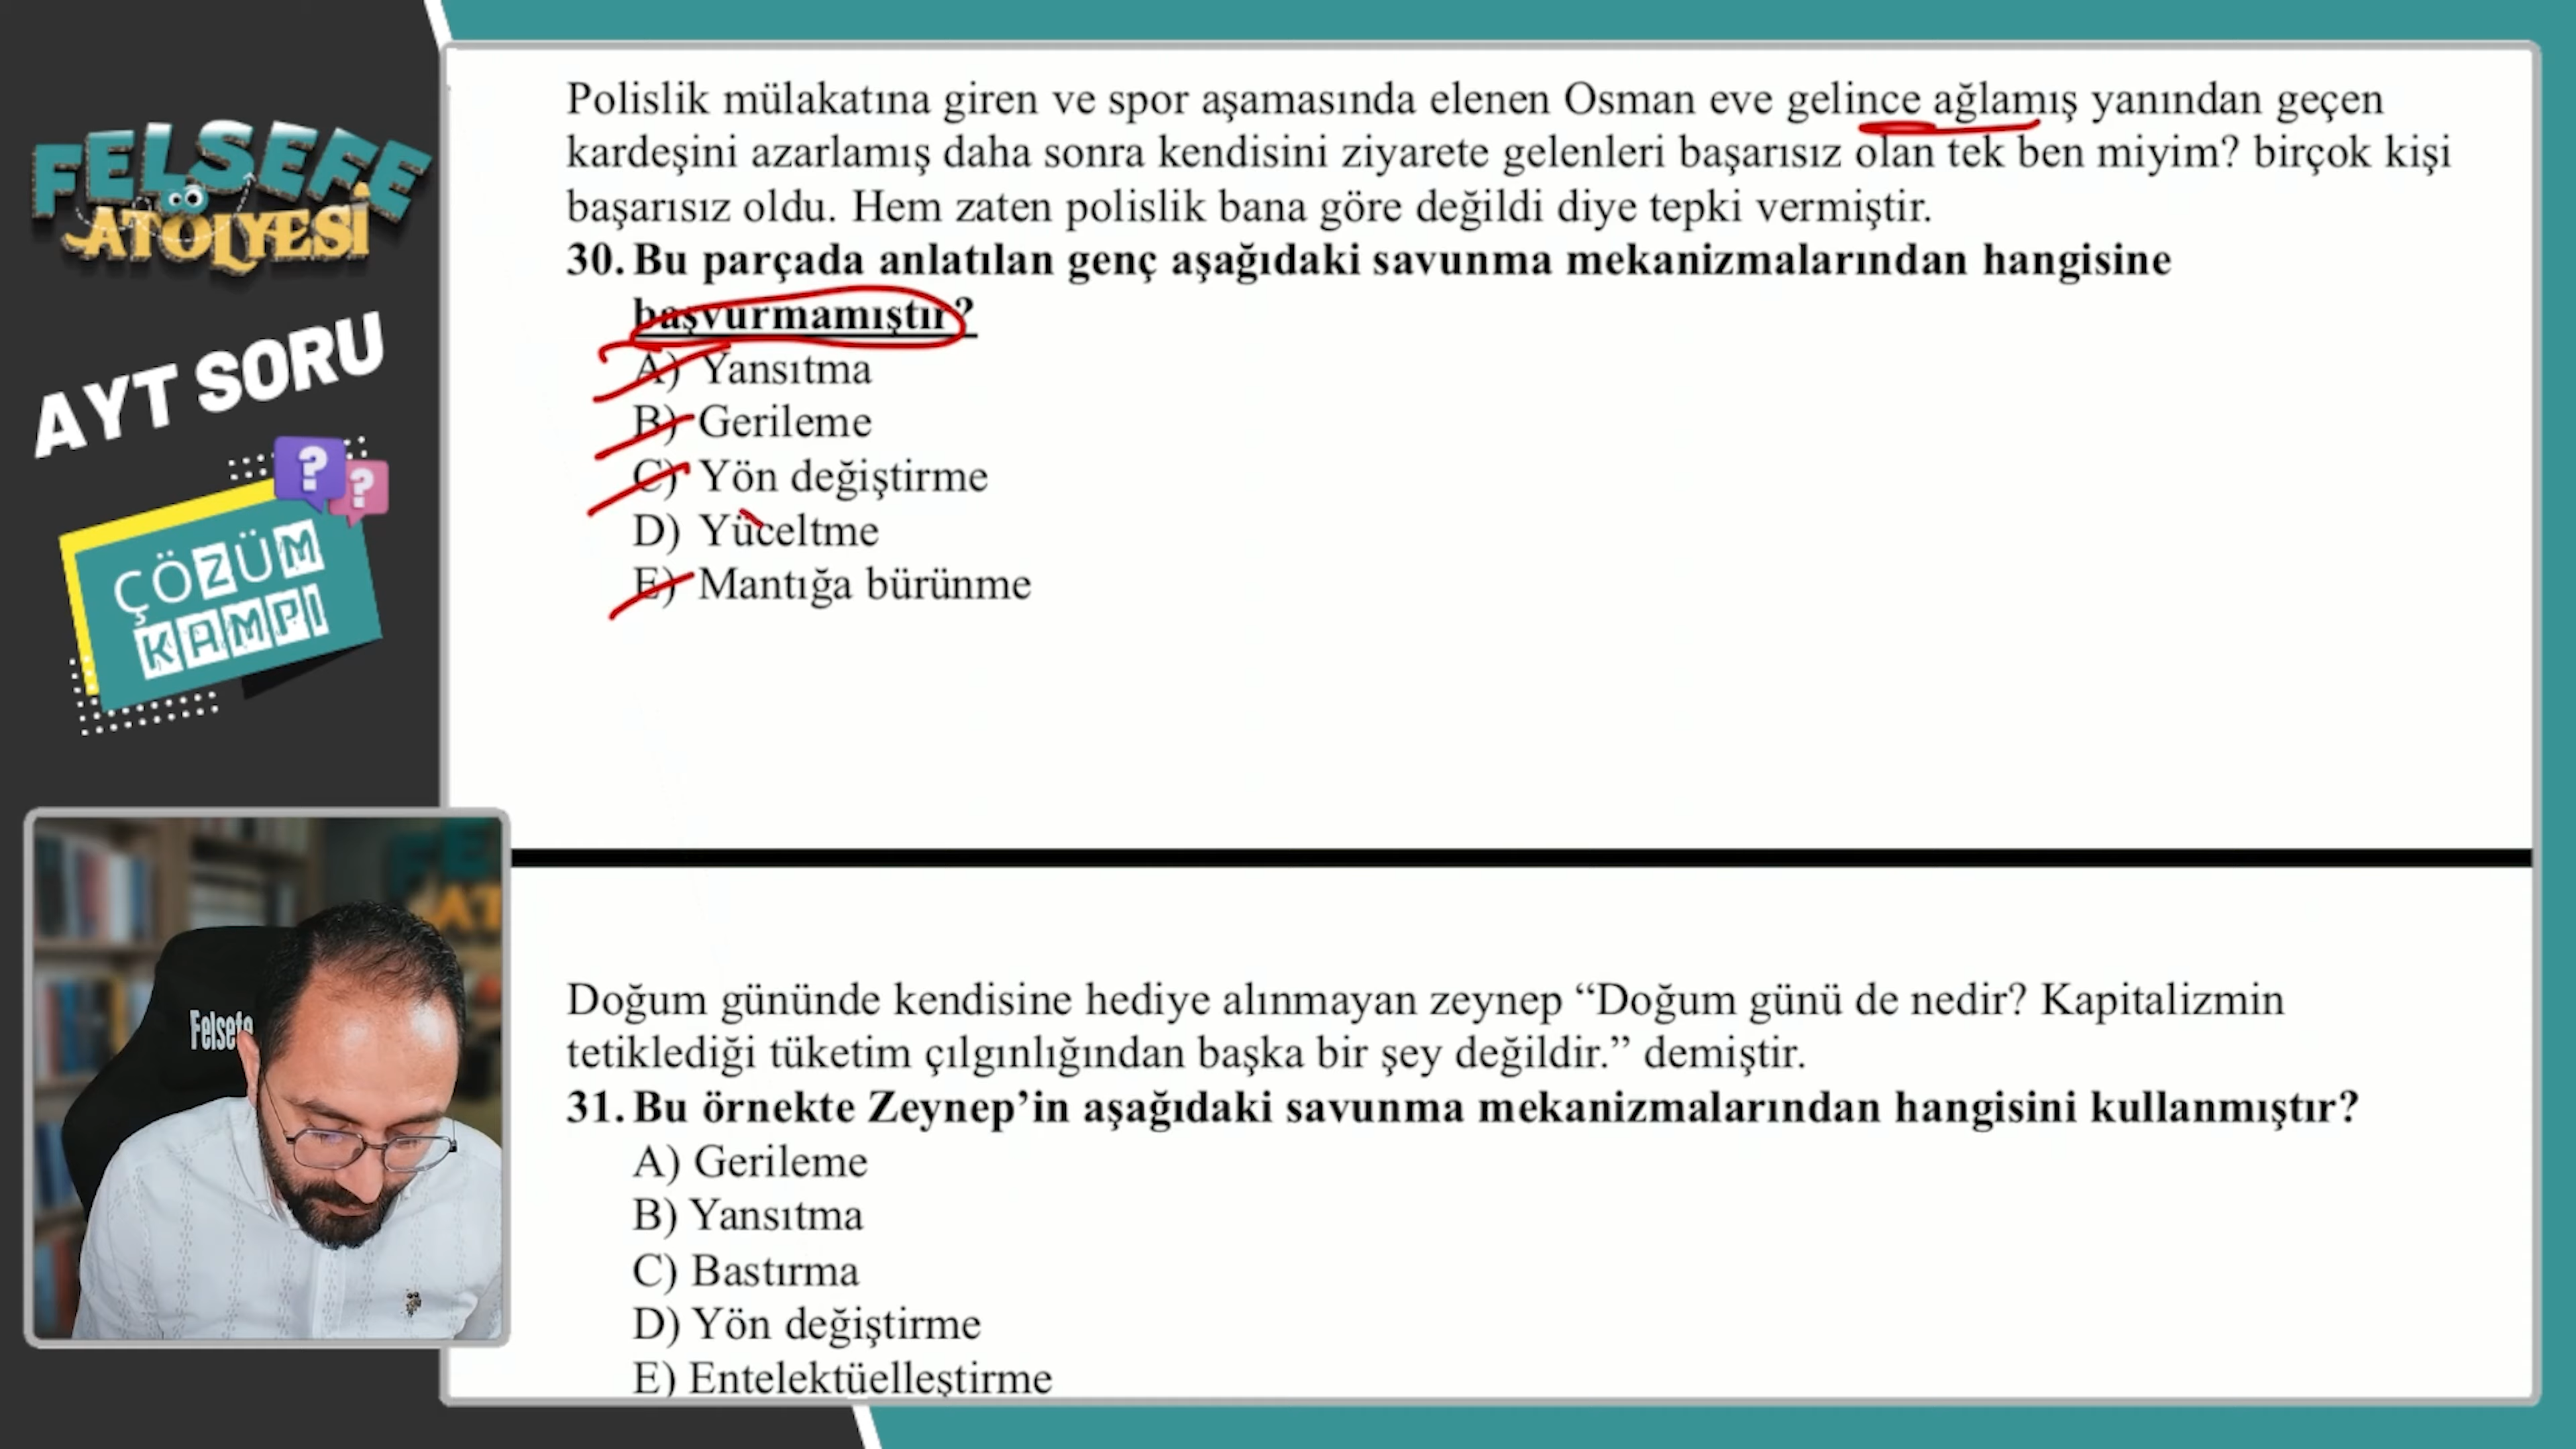 FELSEFE
ATÖLYESİ
AYT SORU
? ?
ÇÖZÜM
KAMPI
Polislik mülakatına giren ve spor aşamasında elenen Osman eve gelince ağlamış yanından geçen
kardeşini azarlamış daha sonra kendisini ziyarete gelenleri başarısız olan tek ben miyim? birçok kişi
başarısız oldu. Hem zaten polislik bana göre değildi diye tepki vermiştir.
30. Bu parçada anlatılan genç aşağıdaki savunma mekanizmalarından hangisine
başvurmamıştır?
A) Yansıtma
B) Gerileme
C) Yön değiştirme
D) Yüceltme
E) Mantığa bürünme
Doğum gününde kendisine hediye alınmayan zeynep “Doğum günü de nedir? Kapitalizmin
tetiklediği tüketim çılgınlığından başka bir şey değildir.” demiştir.
31. Bu örnekte Zeynep’in aşağıdaki savunma mekanizmalarından hangisini kullanmıştır?
A) Gerileme
B) Yansıtma
C) Bastırma
D) Yön değiştirme
E) Entelektüelleştirme